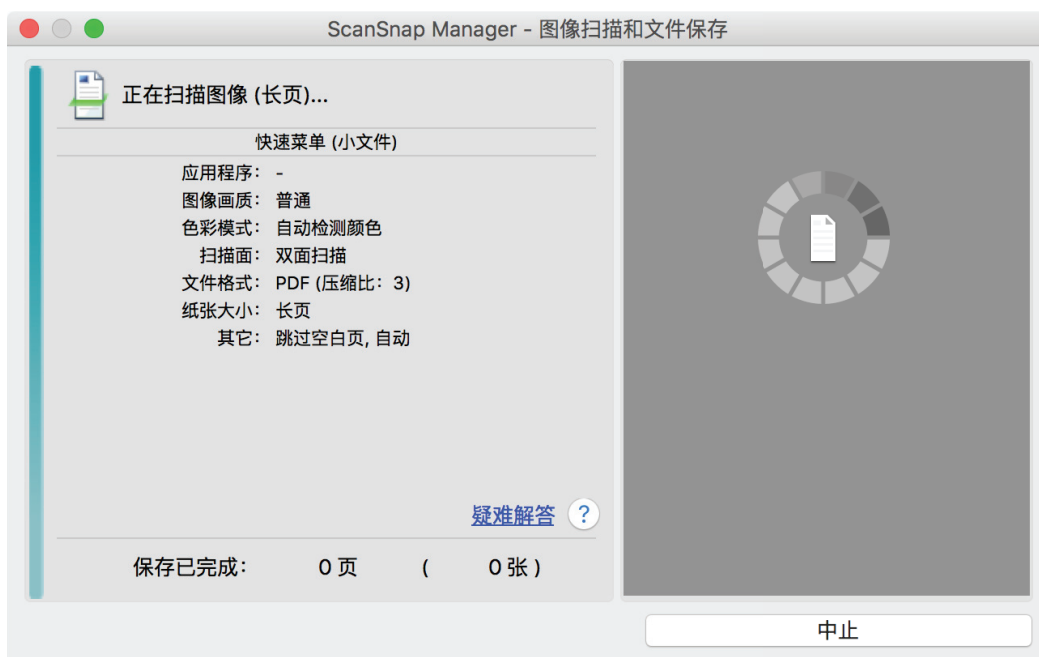 ScanSnap Manager - 图像扫描和文件保存
正在扫描图像 (长页)...
快速菜单 (小文件)
应用程序: -
图像画质: 普通
色彩模式: 自动检测颜色
扫描面: 双面扫描
文件格式: PDF (压缩比: 3)
纸张大小: 长页
其它: 跳过空白页, 自动
疑难解答 ?
保存已完成: 0 页 ( 0 张 )
中止